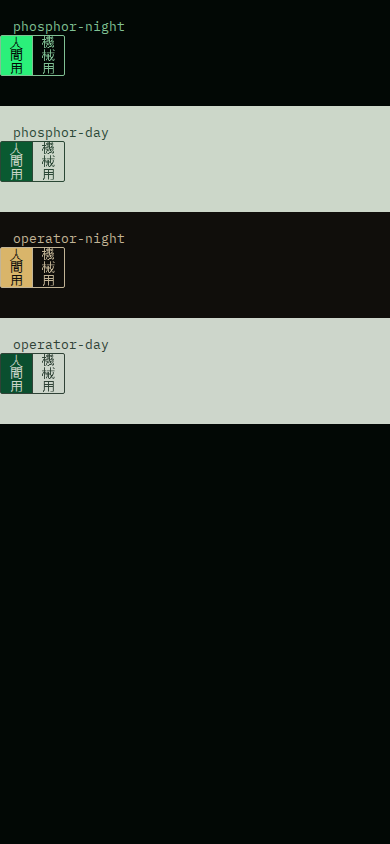 phosphor-night
人間用 機械用
phosphor-day
人間用 機械用
operator-night
人間用 機械用
operator-day
人間用 機械用